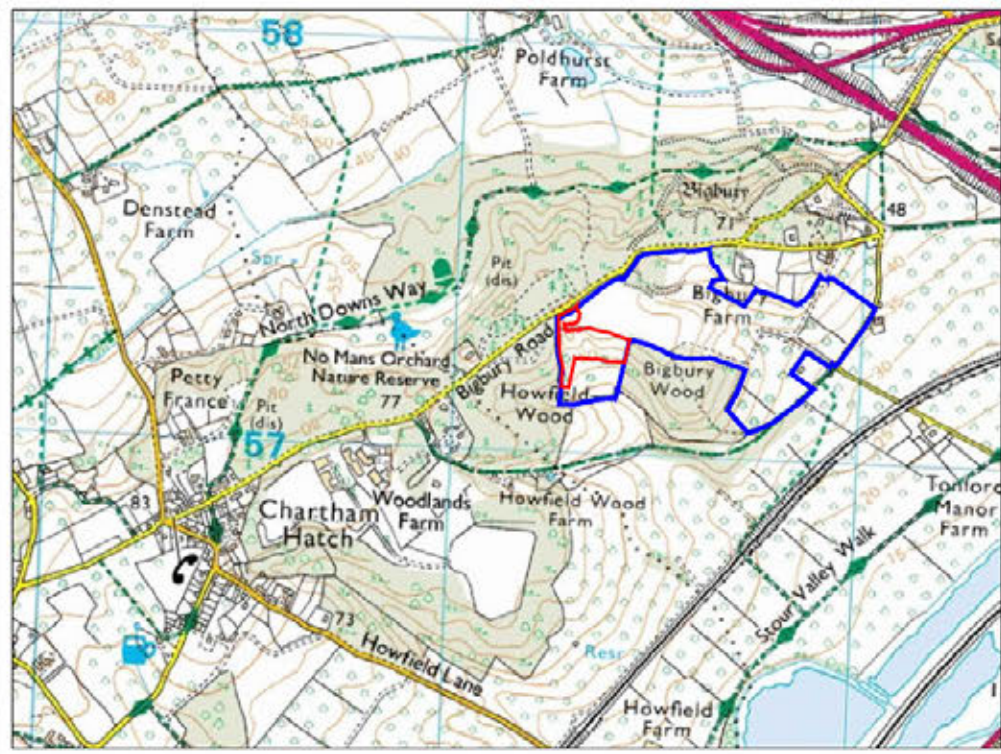 58
Poldhurst
Farm
68
Denstead
Farm
Spr
Bigbury
71
48
Pit
(dis)
North Downs Way
Bigbury
Farm
No Mans Orchard
Nature Reserve
Bigbury Road
Petty
France
77
Howfield
Wood
Bigbury
Wood
Pit
(dis)
57
83
Chartham
Hatch
Woodlands
Farm
Howfield Wood
Farm
Tonford
Manor
Farm
Stour Valley Walk
73
Howfield Lane
Resr
Howfield
Farm